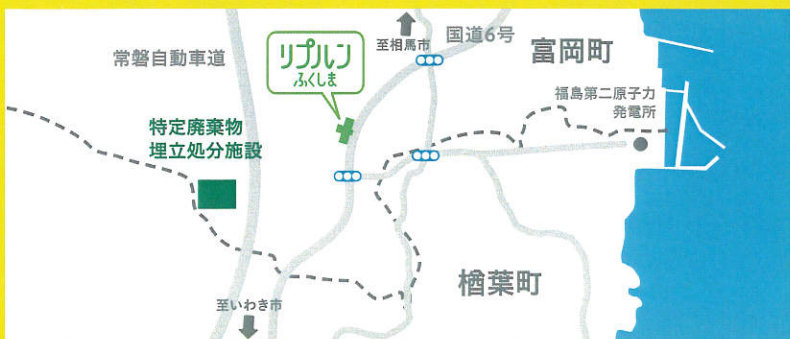 常磐自動車道
リプルン
ふくしま
至相馬市
国道6号
富岡町
福島第二原子力
発電所
特定廃棄物
埋立処分施設
楢葉町
至いわき市